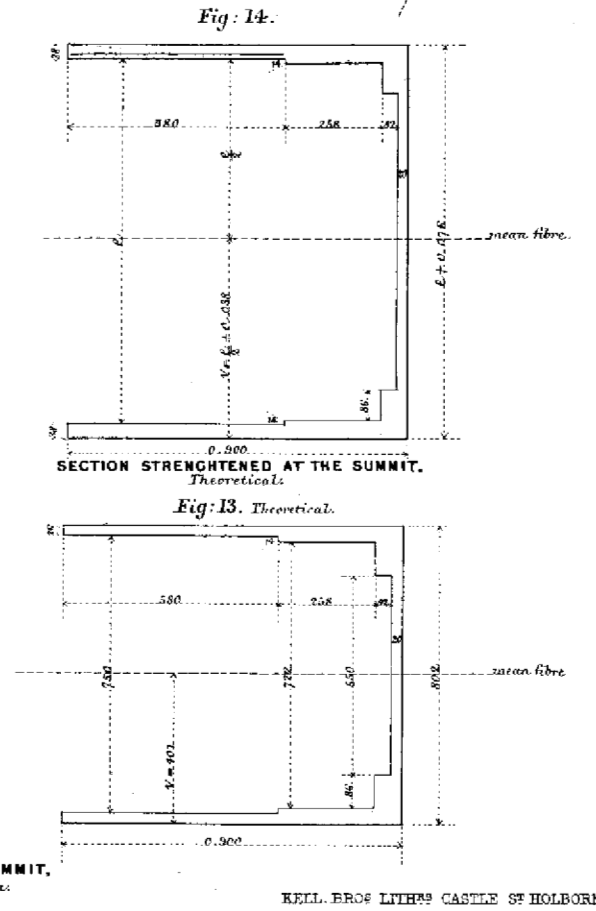 Fig: 14.
580
258
mean fibre
0.900
SECTION STRENGHTENED AT THE SUMMIT.
Theoretical.
Fig: 13. Theoretical.
580
258
750
722
650
802
mean fibre
V=401
86
0.900
MMIT,
KELL. BROS LITHRS CASTLE ST HOLBORN